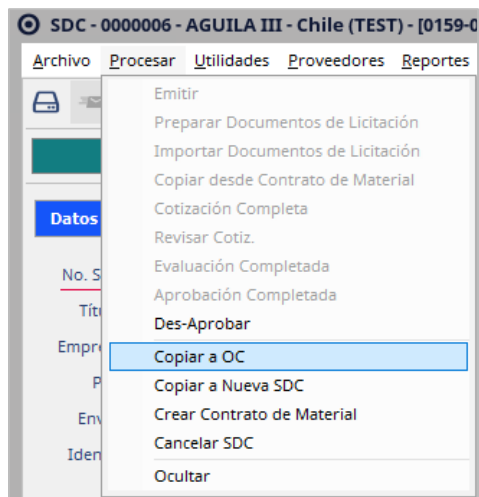 SDC - 0000006 - AGUILA III - Chile (TEST) - [0159-0
Archivo Procesar Utilidades Proveedores Reportes
Emitir
Preparar Documentos de Licitación
Importar Documentos de Licitación
Copiar desde Contrato de Material
Datos
Cotización Completa
Revisar Cotiz.
No. S
Evaluación Completada
Aprobación Completada
Títu
Des-Aprobar
Empre
Copiar a OC
P
Copiar a Nueva SDC
Env
Crear Contrato de Material
Cancelar SDC
Iden
Ocultar